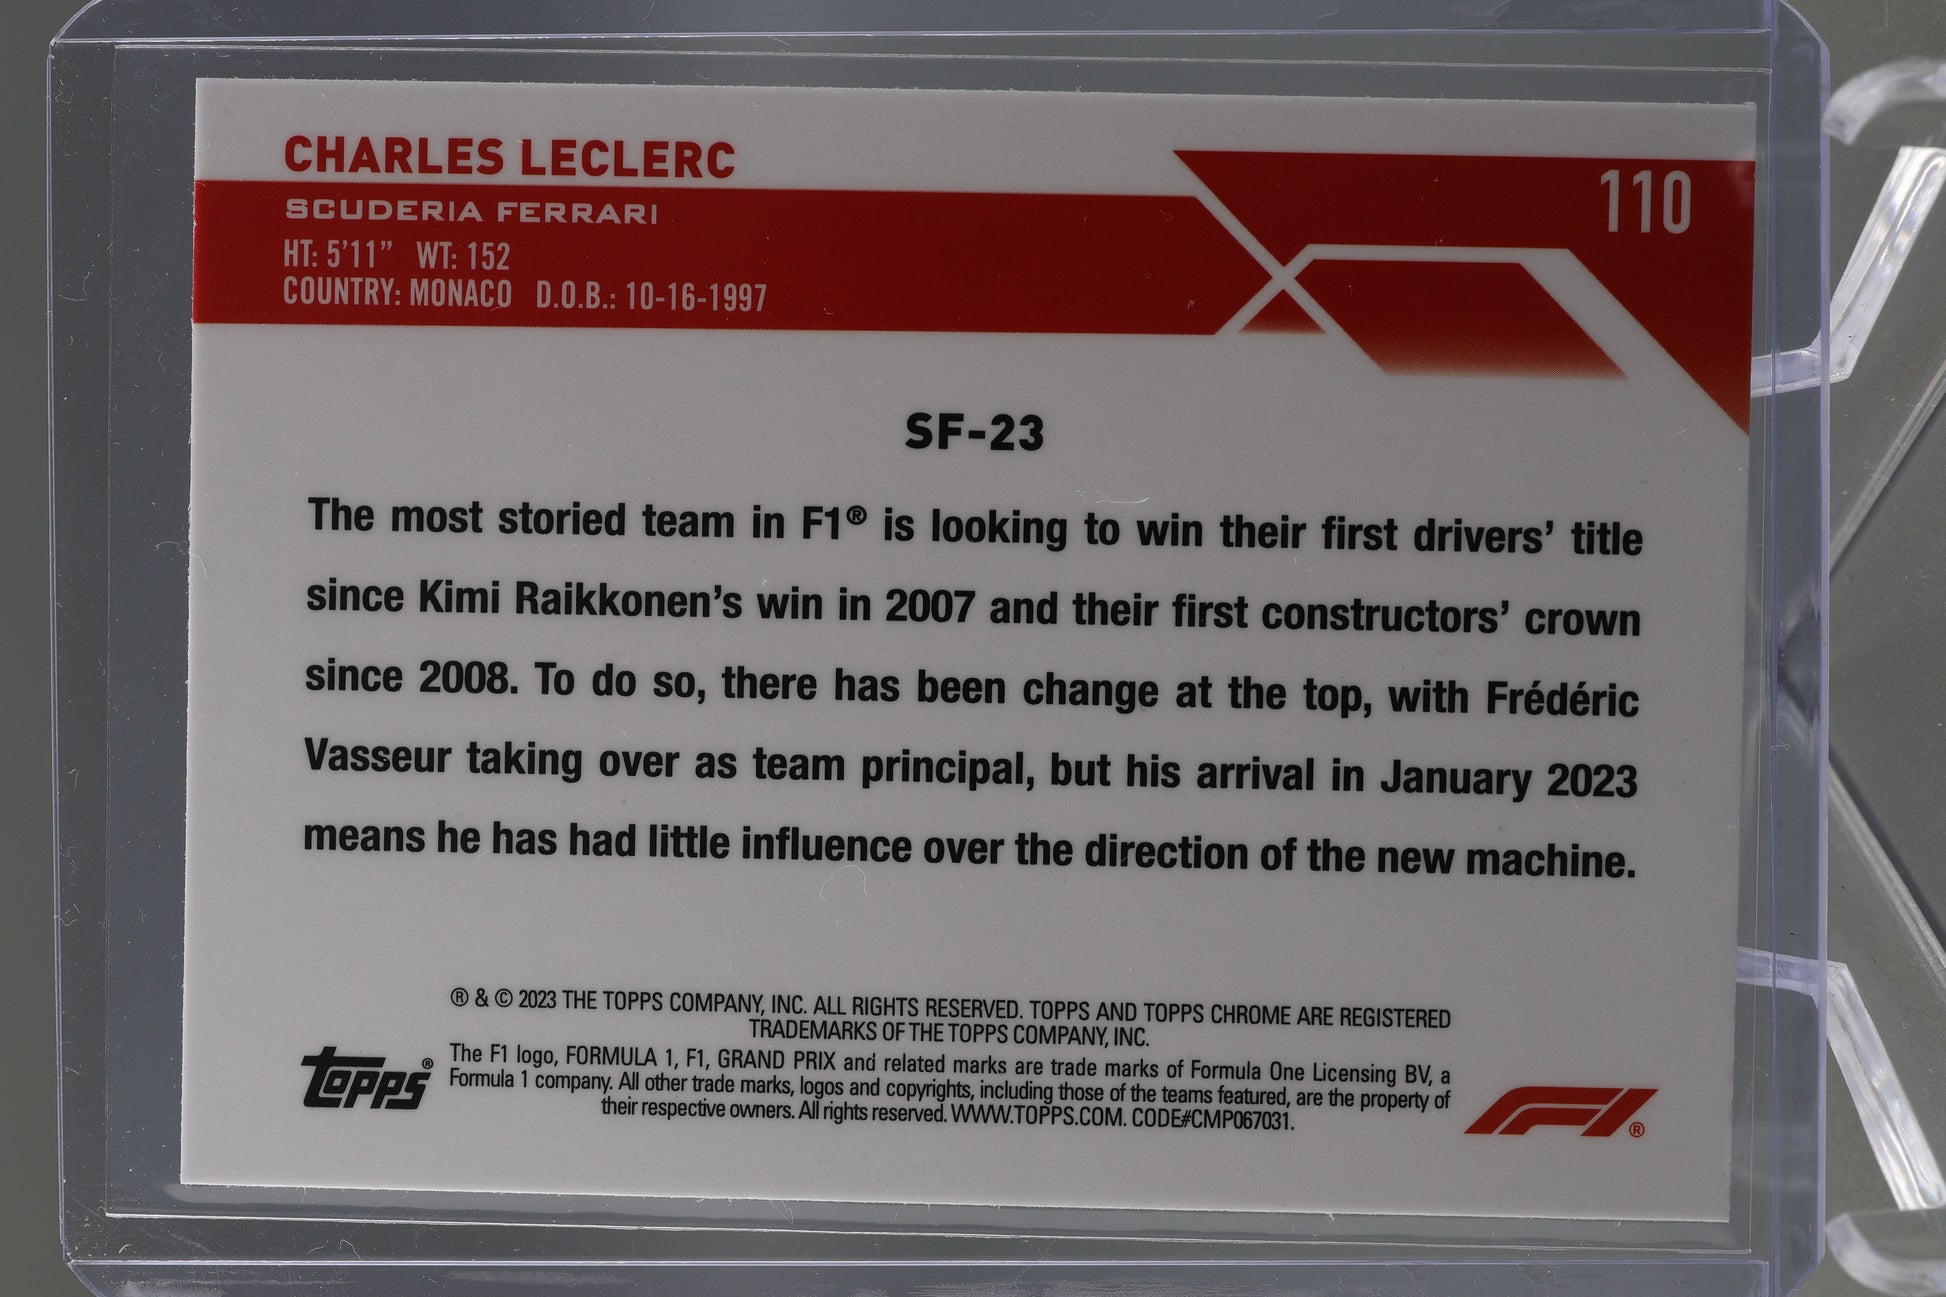 CHARLES LECLERC
110
SCUDERIA FERRARI
HT: 5'11" WT: 152
COUNTRY: MONACO D.O.B.: 10-16-1997
SF-23
The most storied team in F1® is looking to win their first drivers' title
since Kimi Raikkonen's win in 2007 and their first constructors' crown
since 2008. To do so, there has been change at the top, with Frédéric
Vasseur taking over as team principal, but his arrival in January 2023
means he has had little influence over the direction of the new machine.
® & © 2023 THE TOPPS COMPANY, INC. ALL RIGHTS RESERVED. TOPPS AND TOPPS CHROME ARE REGISTERED
TRADEMARKS OF THE TOPPS COMPANY, INC.
The F1 logo, FORMULA 1, F1, GRAND PRIX and related marks are trade marks of Formula One Licensing BV, a
Formula 1 company. All other trade marks, logos and copyrights, including those of the teams featured, are the property of
their respective owners. All rights reserved. WWW.TOPPS.COM. CODE#CMP067031.
Topps®
F1®